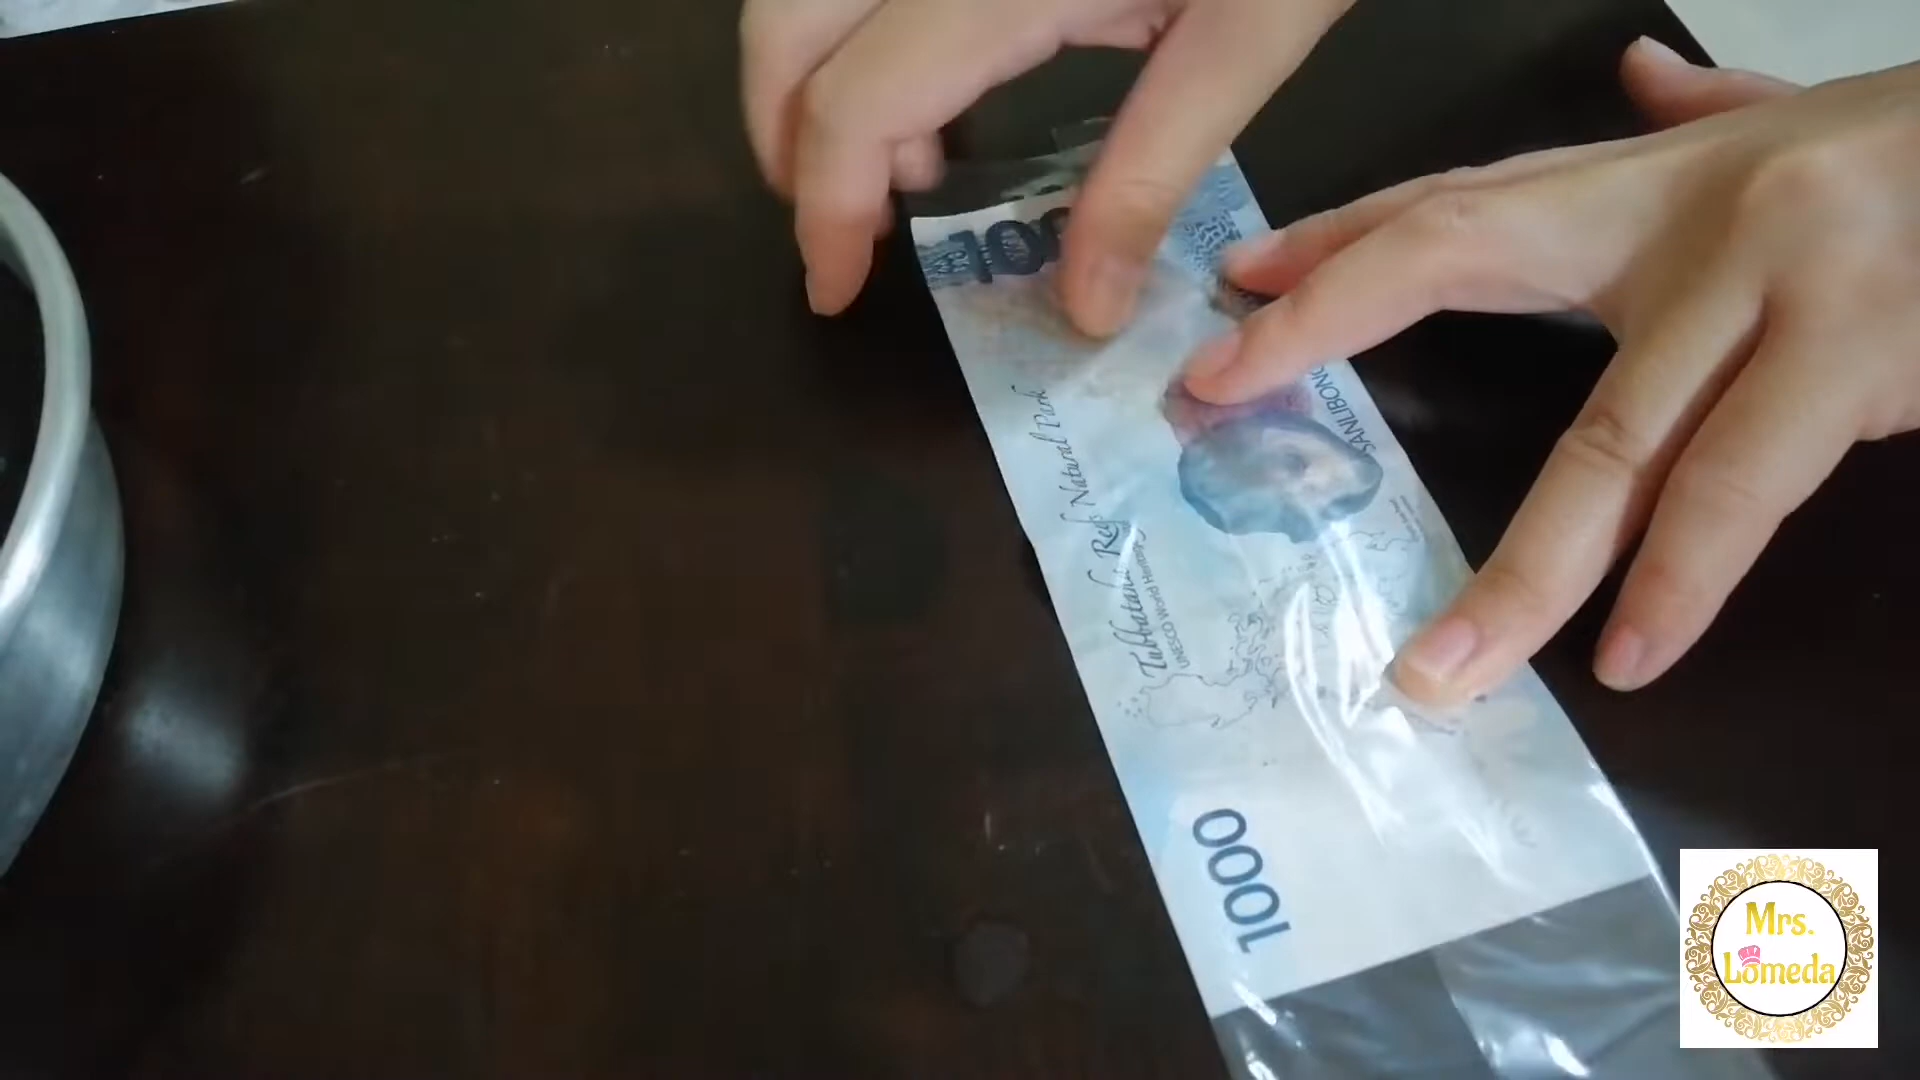 1000
Tubbataha Reefs Natural Park
UNESCO World Heritage
SANLIBONG
1000
Mrs.
Lomeda